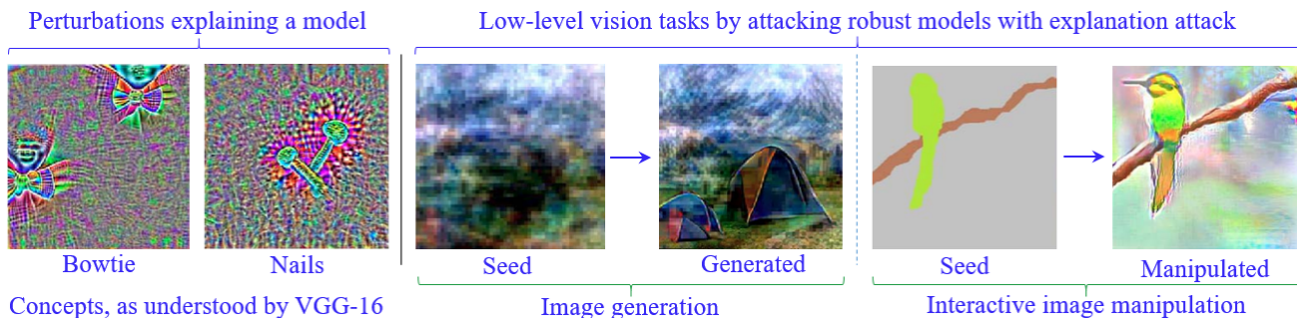 Perturbations explaining a model
Low-level vision tasks by attacking robust models with explanation attack
Bowtie
Nails
Seed
Generated
Seed
Manipulated
Concepts, as understood by VGG-16
Image generation
Interactive image manipulation